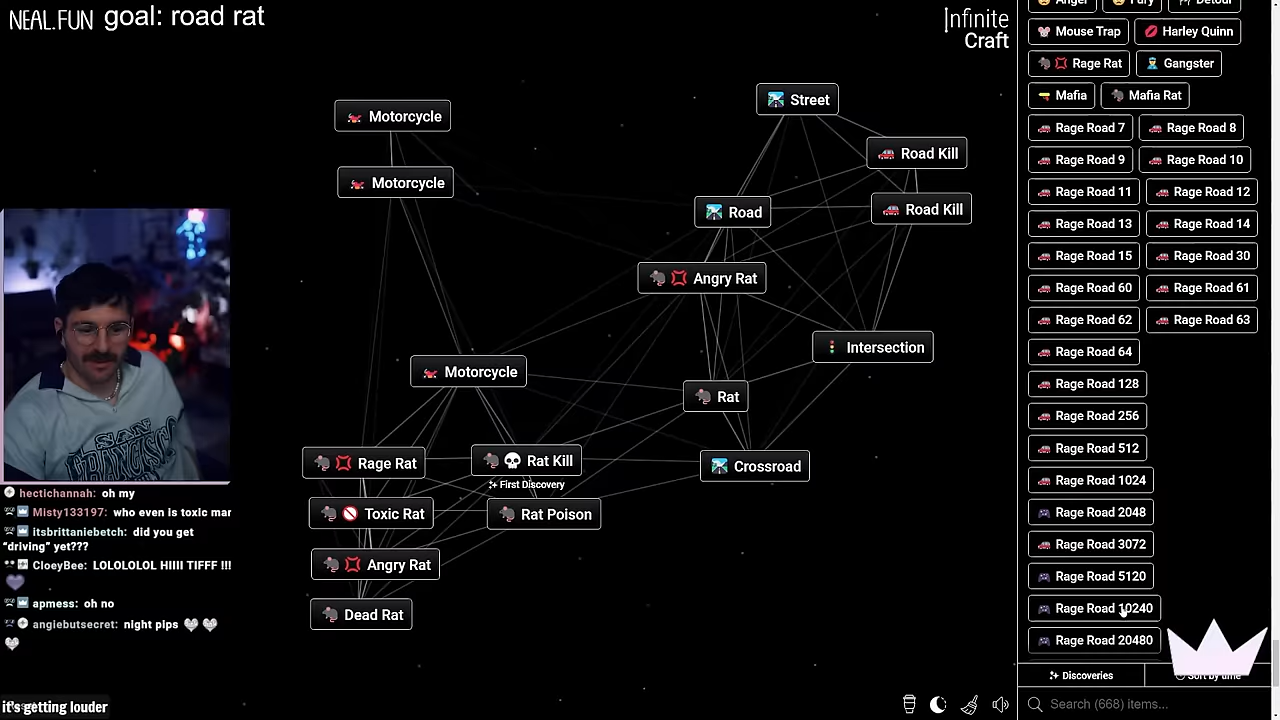 NEAL.FUN goal: road rat
Infinite
Craft
Motorcycle
Motorcycle
Street
Road Kill
Road
Road Kill
Angry Rat
Intersection
Motorcycle
Rat
Rage Rat
Rat Kill
First Discovery
Crossroad
Toxic Rat
Rat Poison
Angry Rat
Dead Rat
Anger Fury Detour
Mouse Trap Harley Quinn
Rage Rat Gangster
Mafia Mafia Rat
Rage Road 7 Rage Road 8
Rage Road 9 Rage Road 10
Rage Road 11 Rage Road 12
Rage Road 13 Rage Road 14
Rage Road 15 Rage Road 30
Rage Road 60 Rage Road 61
Rage Road 62 Rage Road 63
Rage Road 64
Rage Road 128
Rage Road 256
Rage Road 512
Rage Road 1024
Rage Road 2048
Rage Road 3072
Rage Road 5120
Rage Road 10240
Rage Road 20480
Discoveries Sort by time
Search (668) items...
SAN
FRANCISCO
hectichannah: oh my
Misty133197: who even is toxic mar
itsbrittaniebetch: did you get
"driving" yet???
CloeyBee: LOLOLOLOL HIIII TIFFF !!!
apmess: oh no
angiebutsecret: night pips
it's getting louder